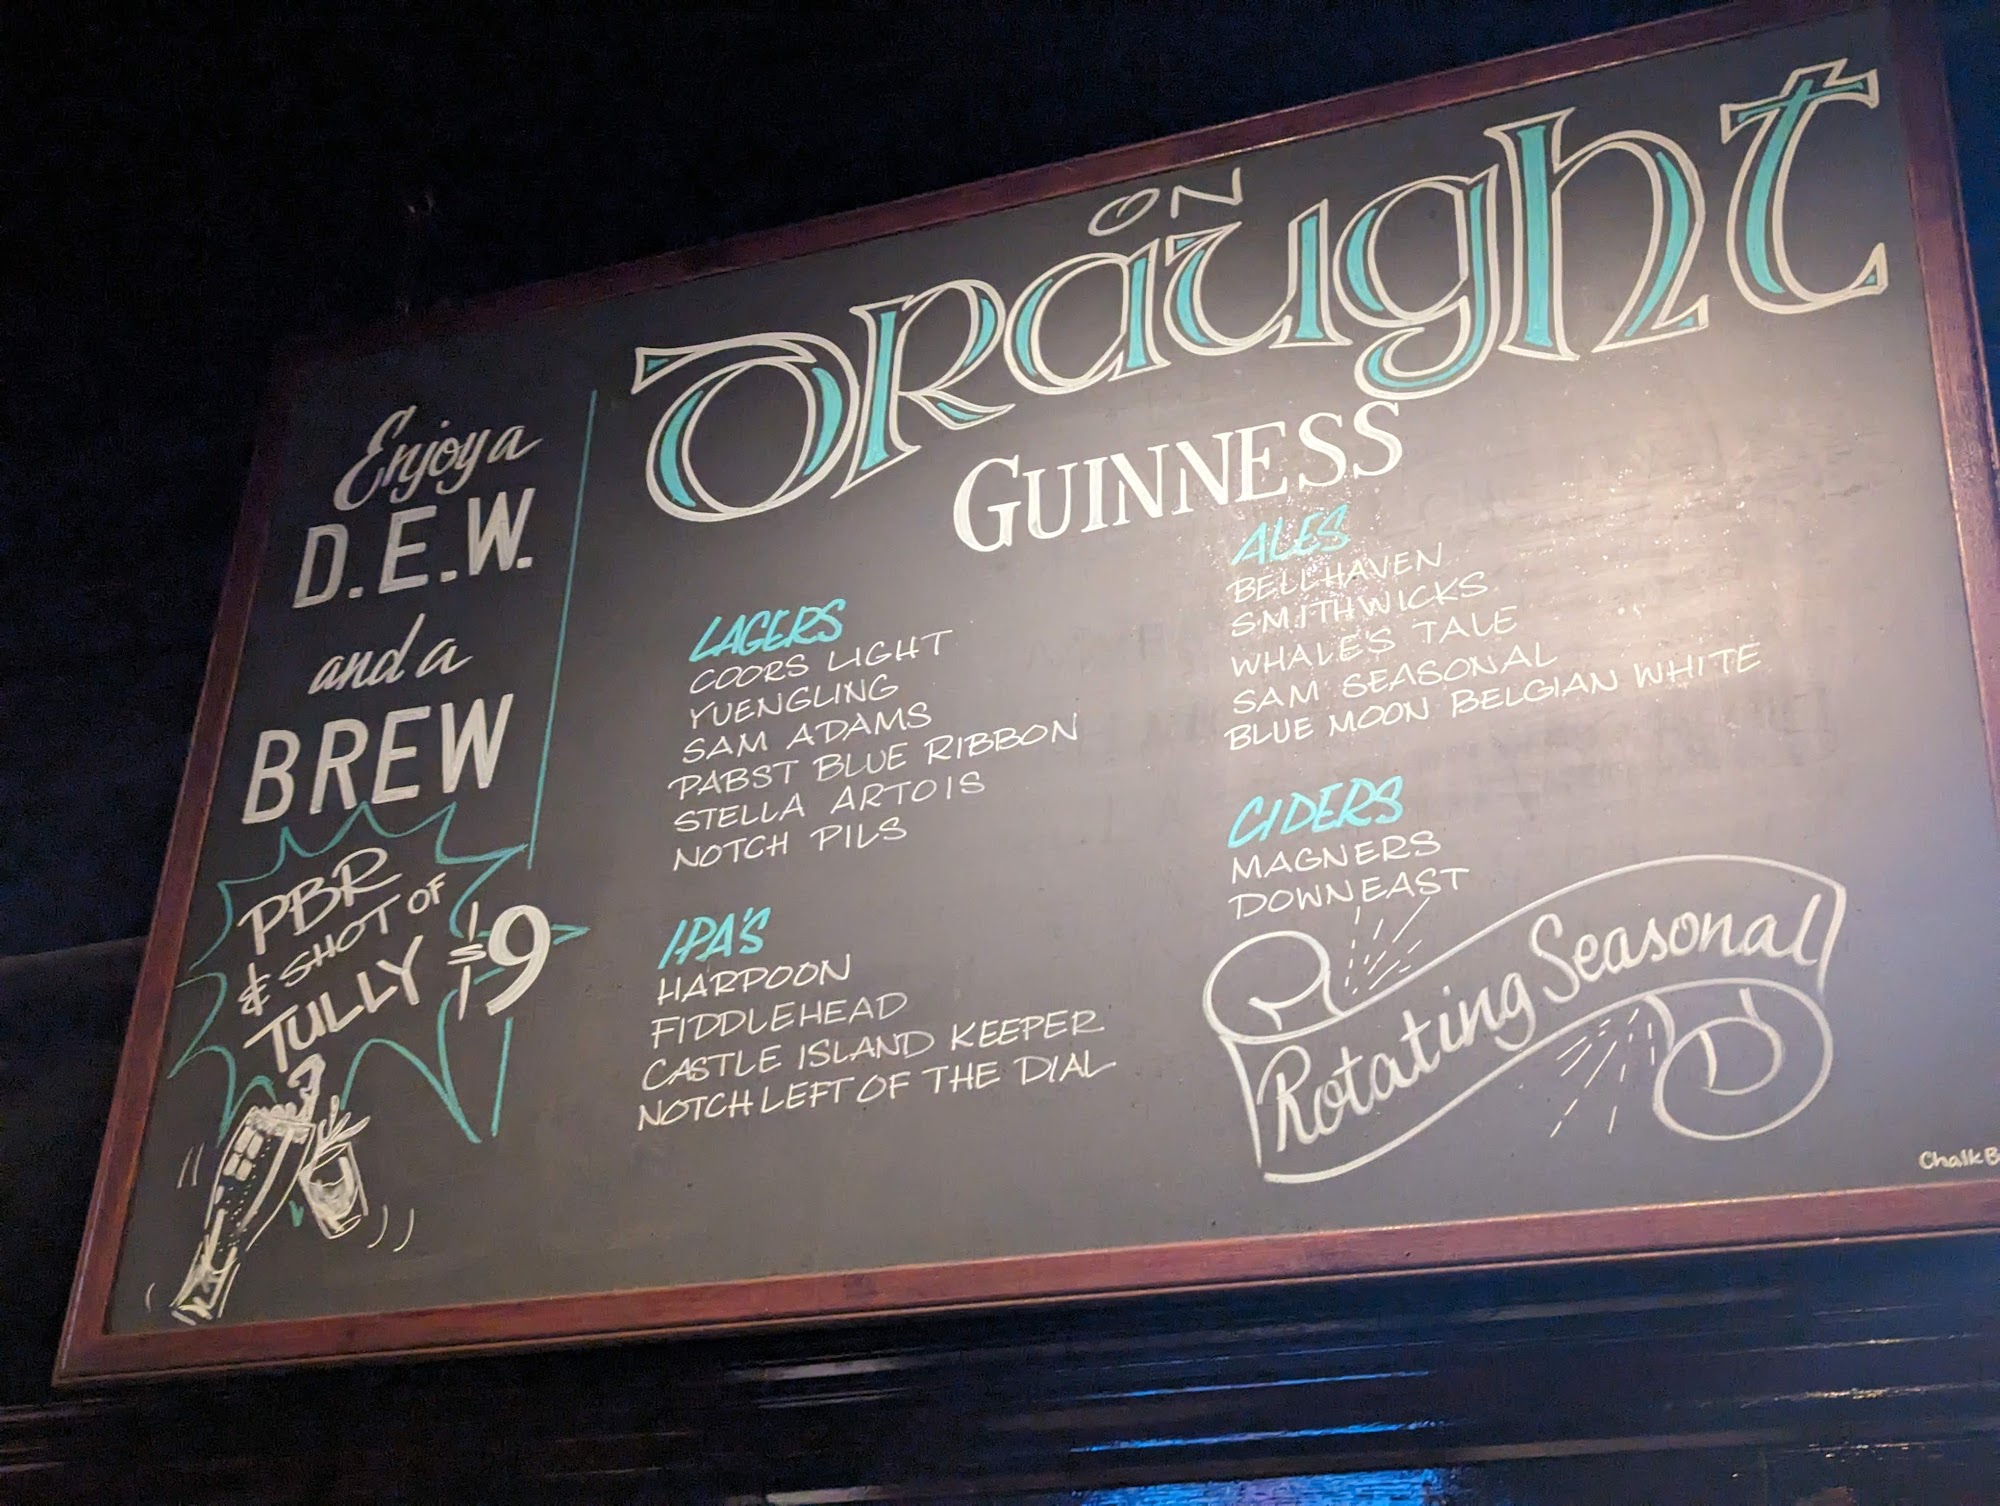 Enjoy a
D.E.W.
and a
BREW
PBR
& SHOT OF
TULLY $9
ON
DRAUGHT
GUINNESS
LAGERS
COORS LIGHT
YUENGLING
SAM ADAMS
PABST BLUE RIBBON
STELLA ARTOIS
NOTCH PILS
IPA'S
HARPOON
FIDDLEHEAD
CASTLE ISLAND KEEPER
NOTCH LEFT OF THE DIAL
ALES
BELLHAVEN
SMITHWICKS
WHALE'S TALE
SAM SEASONAL
BLUE MOON BELGIAN WHITE
CIDERS
MAGNERS
DOWNEAST
Rotating Seasonal
Chalk B